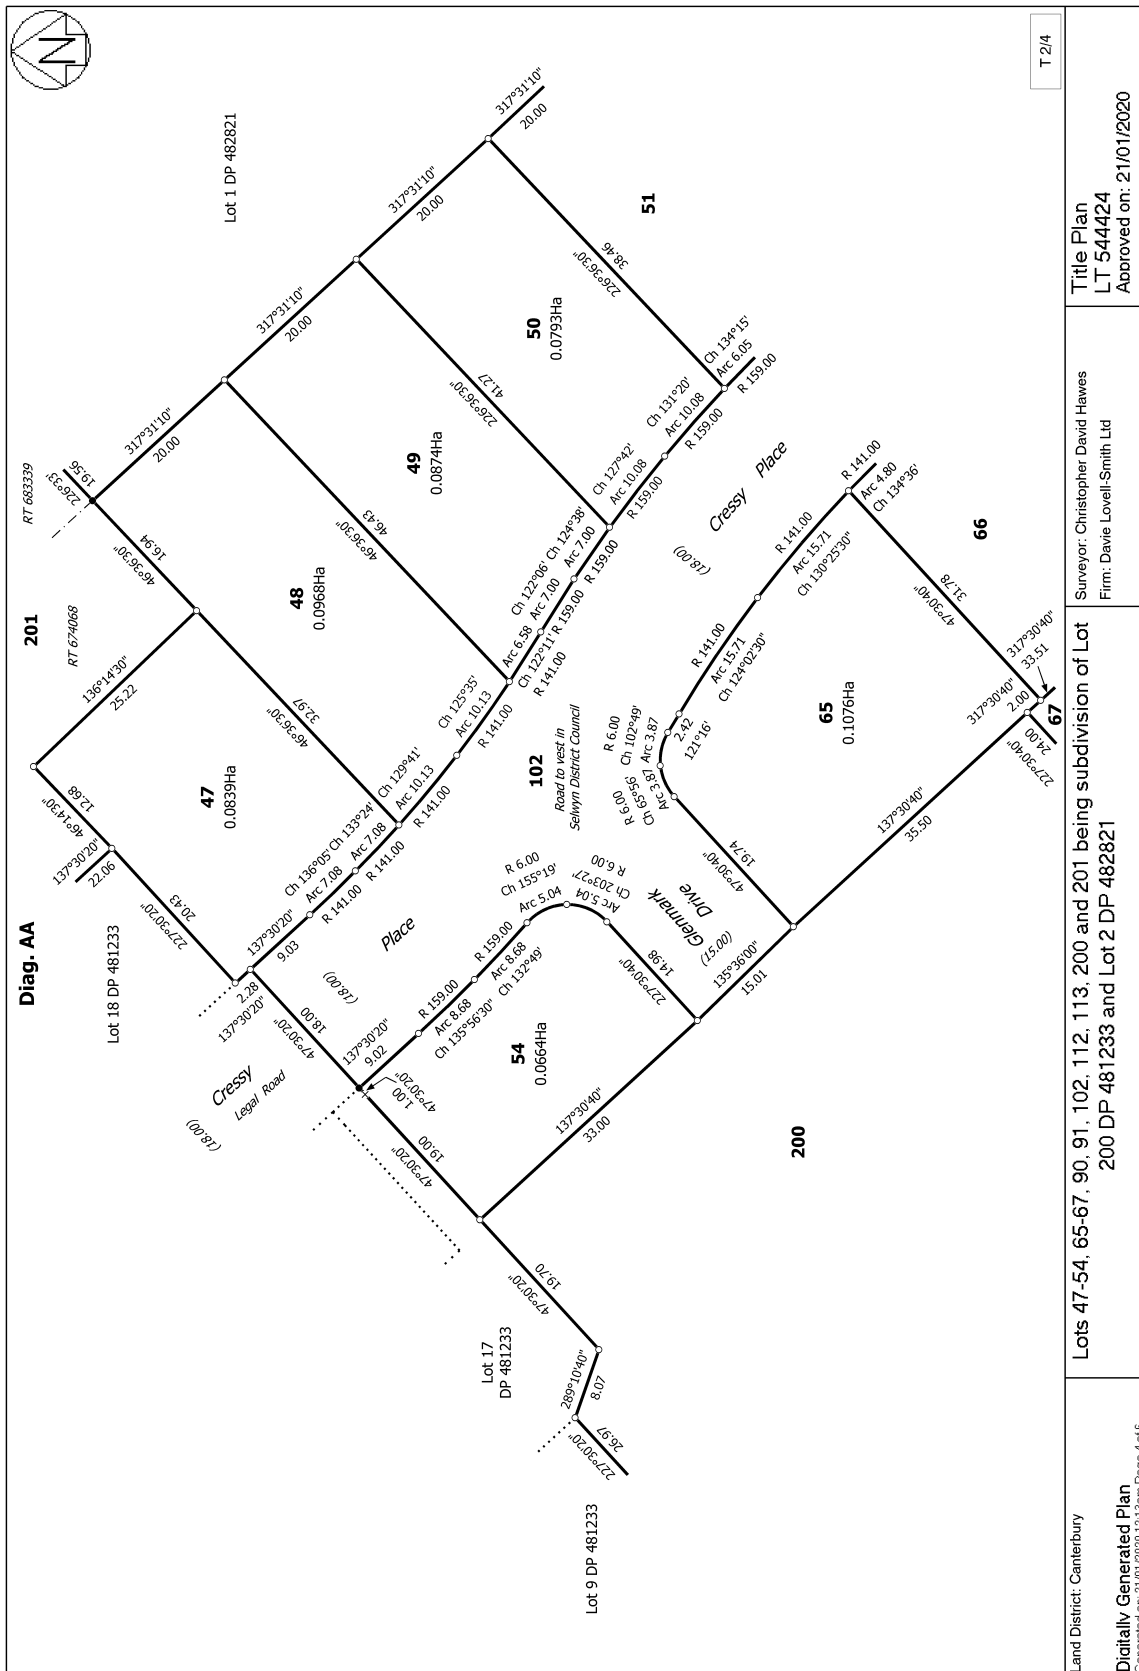 Diag. AA
N
T 2/4
201
RT 683339
RT 674068
226°33'
19.56
Lot 1 DP 482821
317°31'10"
20.00
317°31'10"
20.00
317°31'10"
20.00
317°31'10"
20.00
46°36'30"
16.94
136°14'30"
25.22
46°14'30"
12.68
137°30'20"
22.06
Lot 18 DP 481233
227°30'20"
20.43
47
0.0839Ha
46°36'30"
32.97
48
0.0968Ha
46°36'30"
46.43
49
0.0874Ha
226°36'30"
41.27
50
0.0793Ha
226°36'30"
38.46
51
137°30'20"
2.28
137°30'20"
9.03
Ch 136°05'
Arc 7.08
R 141.00
Ch 133°24'
Arc 7.08
R 141.00
Ch 129°41'
Arc 10.13
R 141.00
Ch 125°35'
Arc 10.13
R 141.00
Arc 6.58
Ch 122°11'
R 141.00
Ch 122°06'
Arc 7.00
R 159.00
Ch 124°38'
Arc 7.00
R 159.00
Ch 127°42'
Arc 10.08
R 159.00
Ch 131°20'
Arc 10.08
R 159.00
Ch 134°15'
Arc 6.05
R 159.00
Cressy Place
(18.00)
Place
(18.00)
Cressy
Legal Road
(18.00)
47°30'20"
18.00
102
Road to vest in
Selwyn District Council
137°30'20"
9.02
47°30'20"
1.00
R 159.00
Arc 8.68
Ch 135°56'30"
R 159.00
Arc 8.68
Ch 132°49'
R 6.00
Ch 155°19'
Arc 5.04
R 6.00
Ch 203°27'
Arc 5.04
227°30'40"
14.98
54
0.0664Ha
137°30'40"
33.00
47°30'20"
19.00
Glenmark
Drive
(15.00)
135°36'00"
15.01
47°30'40"
19.74
R 6.00
Ch 65°56'
Arc 3.87
R 6.00
Ch 102°49'
Arc 3.87
2.42
121°16'
R 141.00
Arc 15.71
Ch 124°02'30"
R 141.00
Arc 15.71
Ch 130°25'30"
R 141.00
Arc 4.80
Ch 134°36'
65
0.1076Ha
47°30'40"
31.78
66
137°30'40"
35.50
317°30'40"
2.00
317°30'40"
33.51
227°30'40"
24.00
67
200
47°30'20"
19.70
Lot 17
DP 481233
289°10'40"
8.07
227°30'20"
26.97
Lot 9 DP 481233
Land District: Canterbury
Digitally Generated Plan
Generated on: 21/01/2020 12:13pm Page 4 of 6
Lots 47-54, 65-67, 90, 91, 102, 112, 113, 200 and 201 being subdivision of Lot
200 DP 481233 and Lot 2 DP 482821
Surveyor: Christopher David Hawes
Firm: Davie Lovell-Smith Ltd
Title Plan
LT 544424
Approved on: 21/01/2020